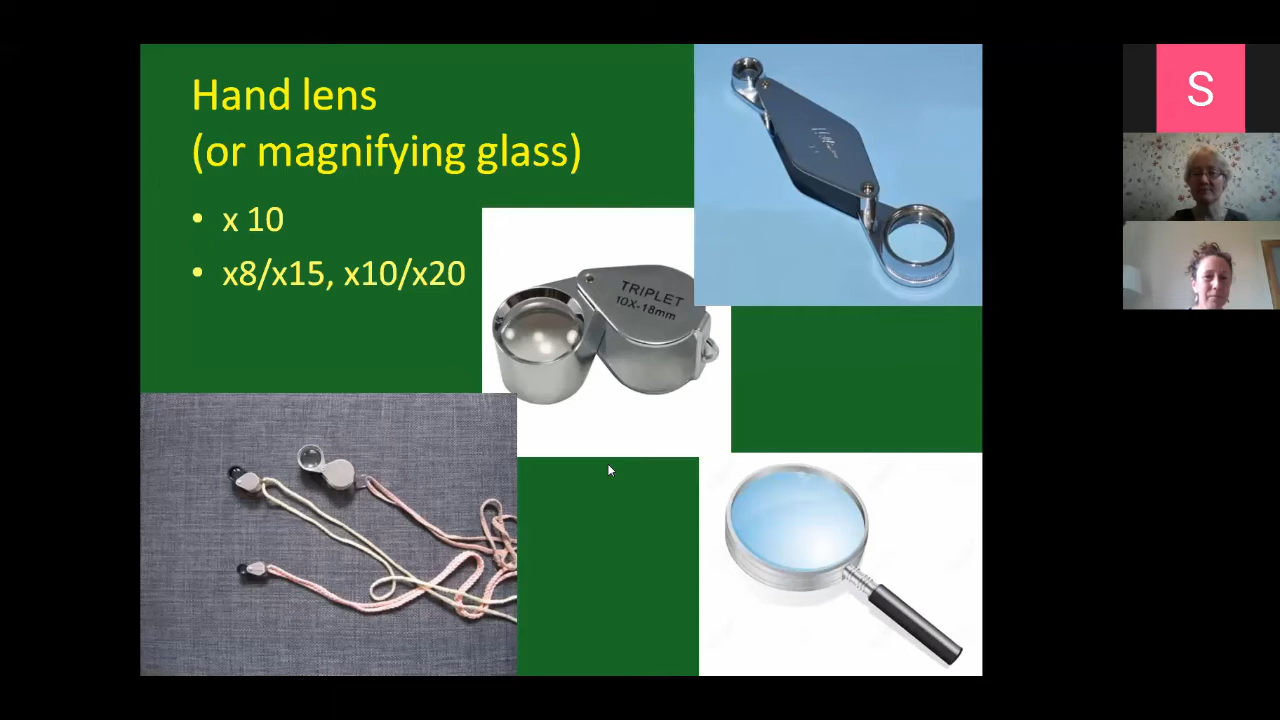 Hand lens
(or magnifying glass)
• x 10
• x8/x15, x10/x20
TRIPLET
10X-18mm
S